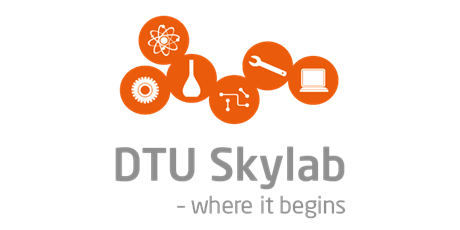 DTU Skylab
– where it begins